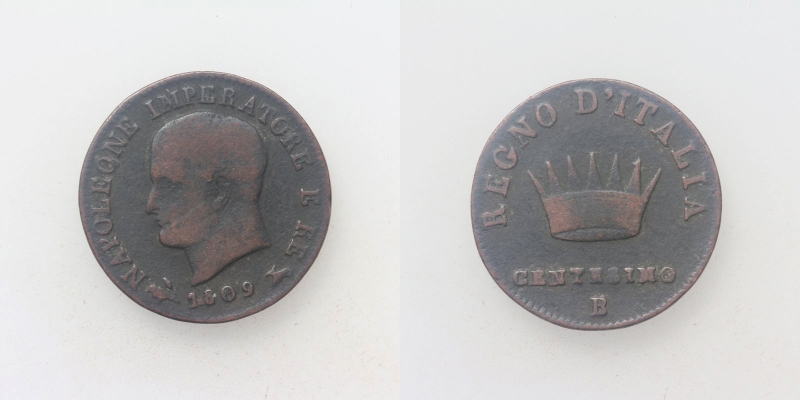 NAPOLEONE IMPERATORE E RE
1809
REGNO D'ITALIA
CENTESIMO
B